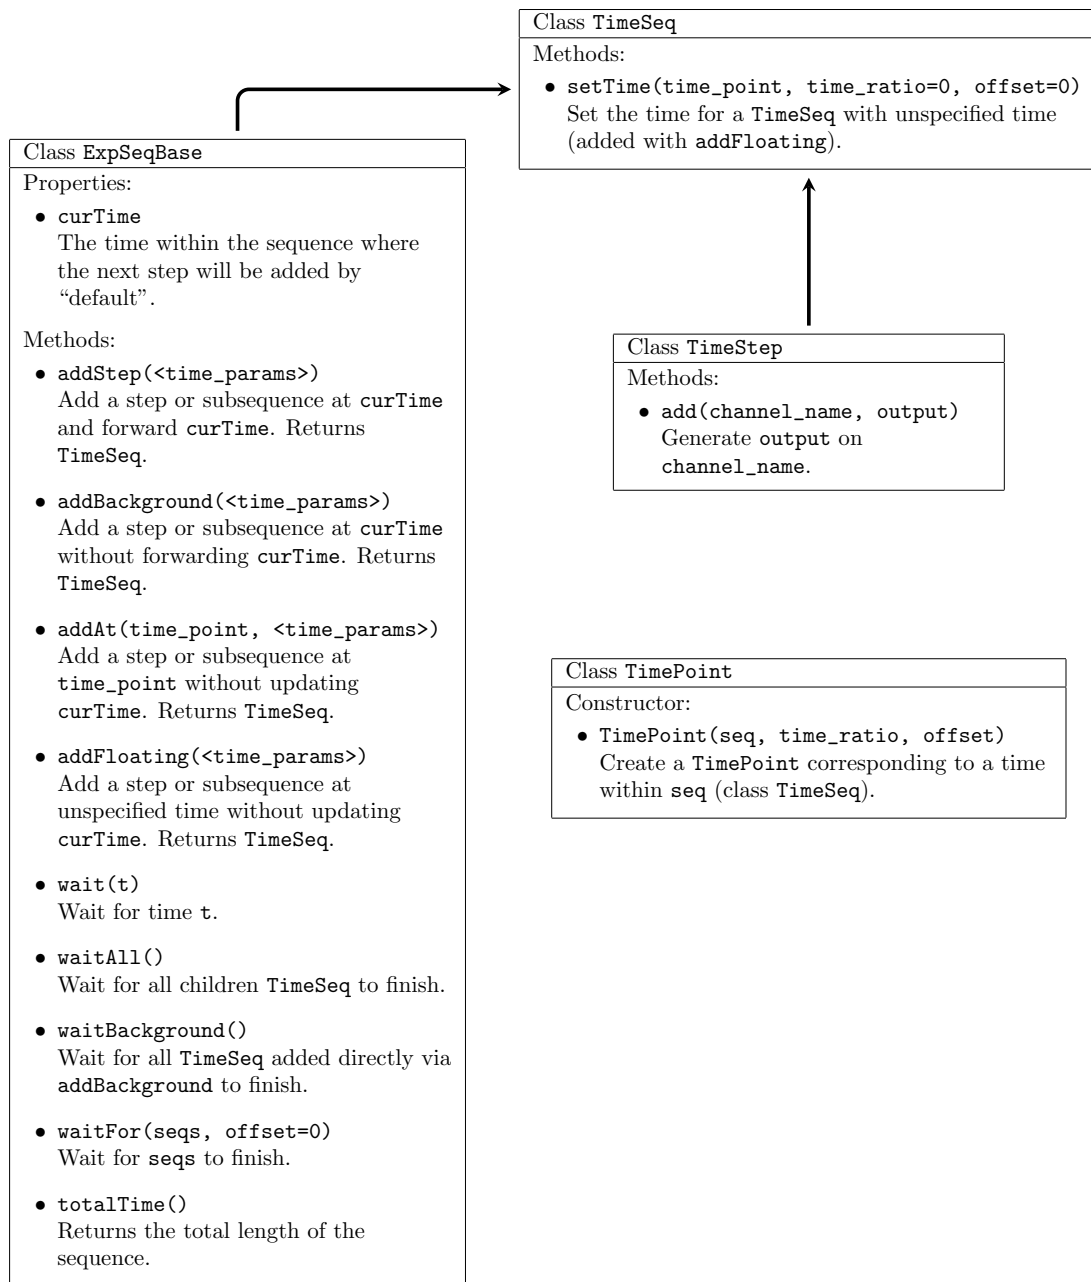 Class TimeSeq
Methods:
• setTime(time_point, time_ratio=0, offset=0)
Set the time for a TimeSeq with unspecified time
(added with addFloating).
Class ExpSeqBase
Properties:
• curTime
The time within the sequence where
the next step will be added by
“default”.
Methods:
• addStep(<time_params>)
Add a step or subsequence at curTime
and forward curTime. Returns
TimeSeq.
• addBackground(<time_params>)
Add a step or subsequence at curTime
without forwarding curTime. Returns
TimeSeq.
• addAt(time_point, <time_params>)
Add a step or subsequence at
time_point without updating
curTime. Returns TimeSeq.
• addFloating(<time_params>)
Add a step or subsequence at
unspecified time without updating
curTime. Returns TimeSeq.
• wait(t)
Wait for time t.
• waitAll()
Wait for all children TimeSeq to finish.
• waitBackground()
Wait for all TimeSeq added directly via
addBackground to finish.
• waitFor(seqs, offset=0)
Wait for seqs to finish.
• totalTime()
Returns the total length of the
sequence.
Class TimeStep
Methods:
• add(channel_name, output)
Generate output on
channel_name.
Class TimePoint
Constructor:
• TimePoint(seq, time_ratio, offset)
Create a TimePoint corresponding to a time
within seq (class TimeSeq).